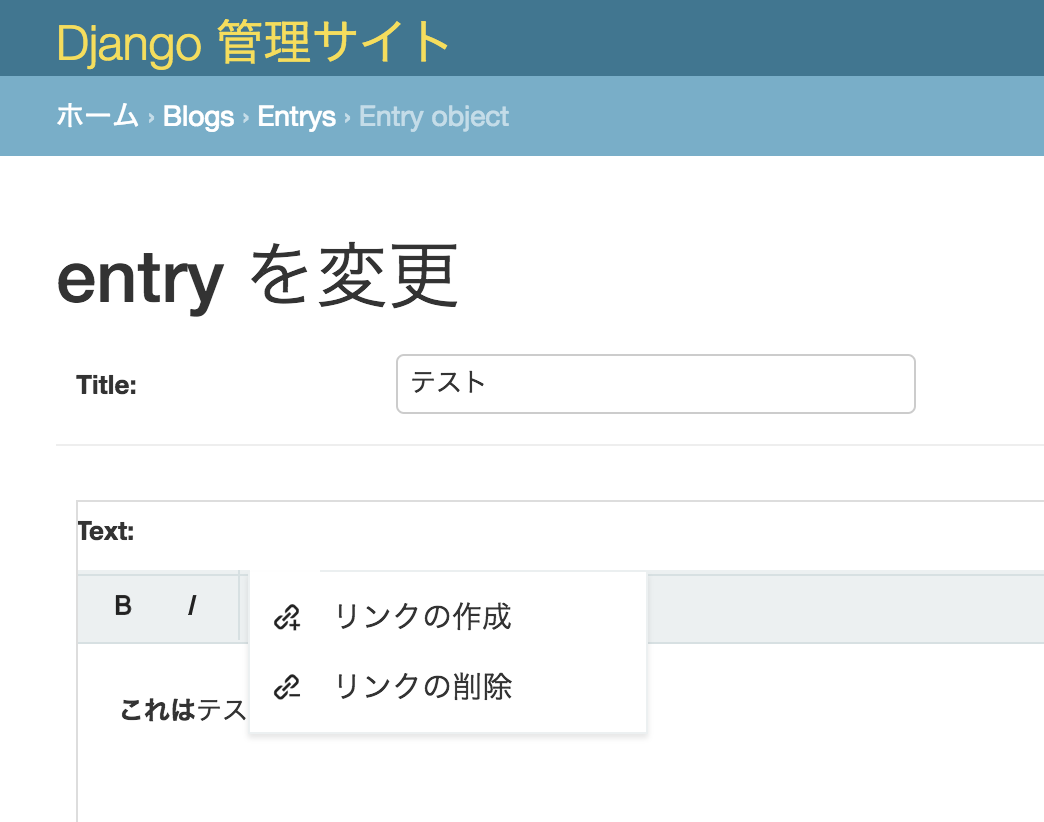 Django 管理サイト
ホーム › Blogs › Entrys › Entry object
entry を変更
Title: テスト
Text:
B I
リンクの作成
リンクの削除
これはテス